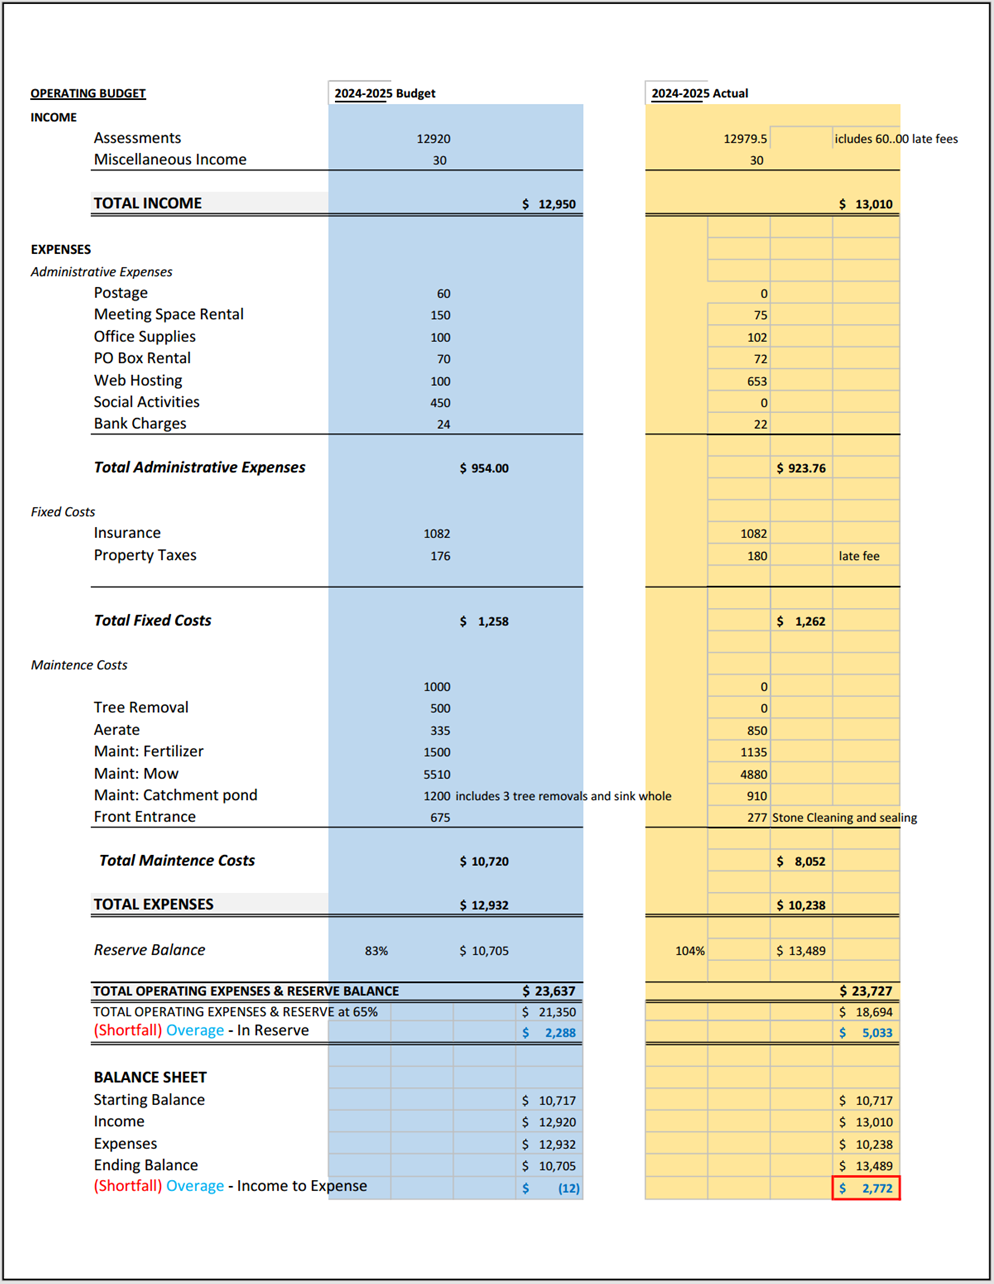 OPERATING BUDGET 2024-2025 Budget 2024-2025 Actual
INCOME
Assessments 12920 12979.5 icludes 60..00 late fees
Miscellaneous Income 30 30
TOTAL INCOME $ 12,950 $ 13,010
EXPENSES
Administrative Expenses
Postage 60 0
Meeting Space Rental 150 75
Office Supplies 100 102
PO Box Rental 70 72
Web Hosting 100 653
Social Activities 450 0
Bank Charges 24 22
Total Administrative Expenses $ 954.00 $ 923.76
Fixed Costs
Insurance 1082 1082
Property Taxes 176 180 late fee
Total Fixed Costs $ 1,258 $ 1,262
Maintence Costs
1000 0
Tree Removal 500 0
Aerate 335 850
Maint: Fertilizer 1500 1135
Maint: Mow 5510 4880
Maint: Catchment pond 1200 includes 3 tree removals and sink whole 910
Front Entrance 675 277 Stone Cleaning and sealing
Total Maintence Costs $ 10,720 $ 8,052
TOTAL EXPENSES $ 12,932 $ 10,238
Reserve Balance 83% $ 10,705 104% $ 13,489
TOTAL OPERATING EXPENSES & RESERVE BALANCE $ 23,637 $ 23,727
TOTAL OPERATING EXPENSES & RESERVE at 65% $ 21,350 $ 18,694
(Shortfall) Overage - In Reserve $ 2,288 $ 5,033
BALANCE SHEET
Starting Balance $ 10,717 $ 10,717
Income $ 12,920 $ 13,010
Expenses $ 12,932 $ 10,238
Ending Balance $ 10,705 $ 13,489
(Shortfall) Overage - Income to Expense $ (12) $ 2,772